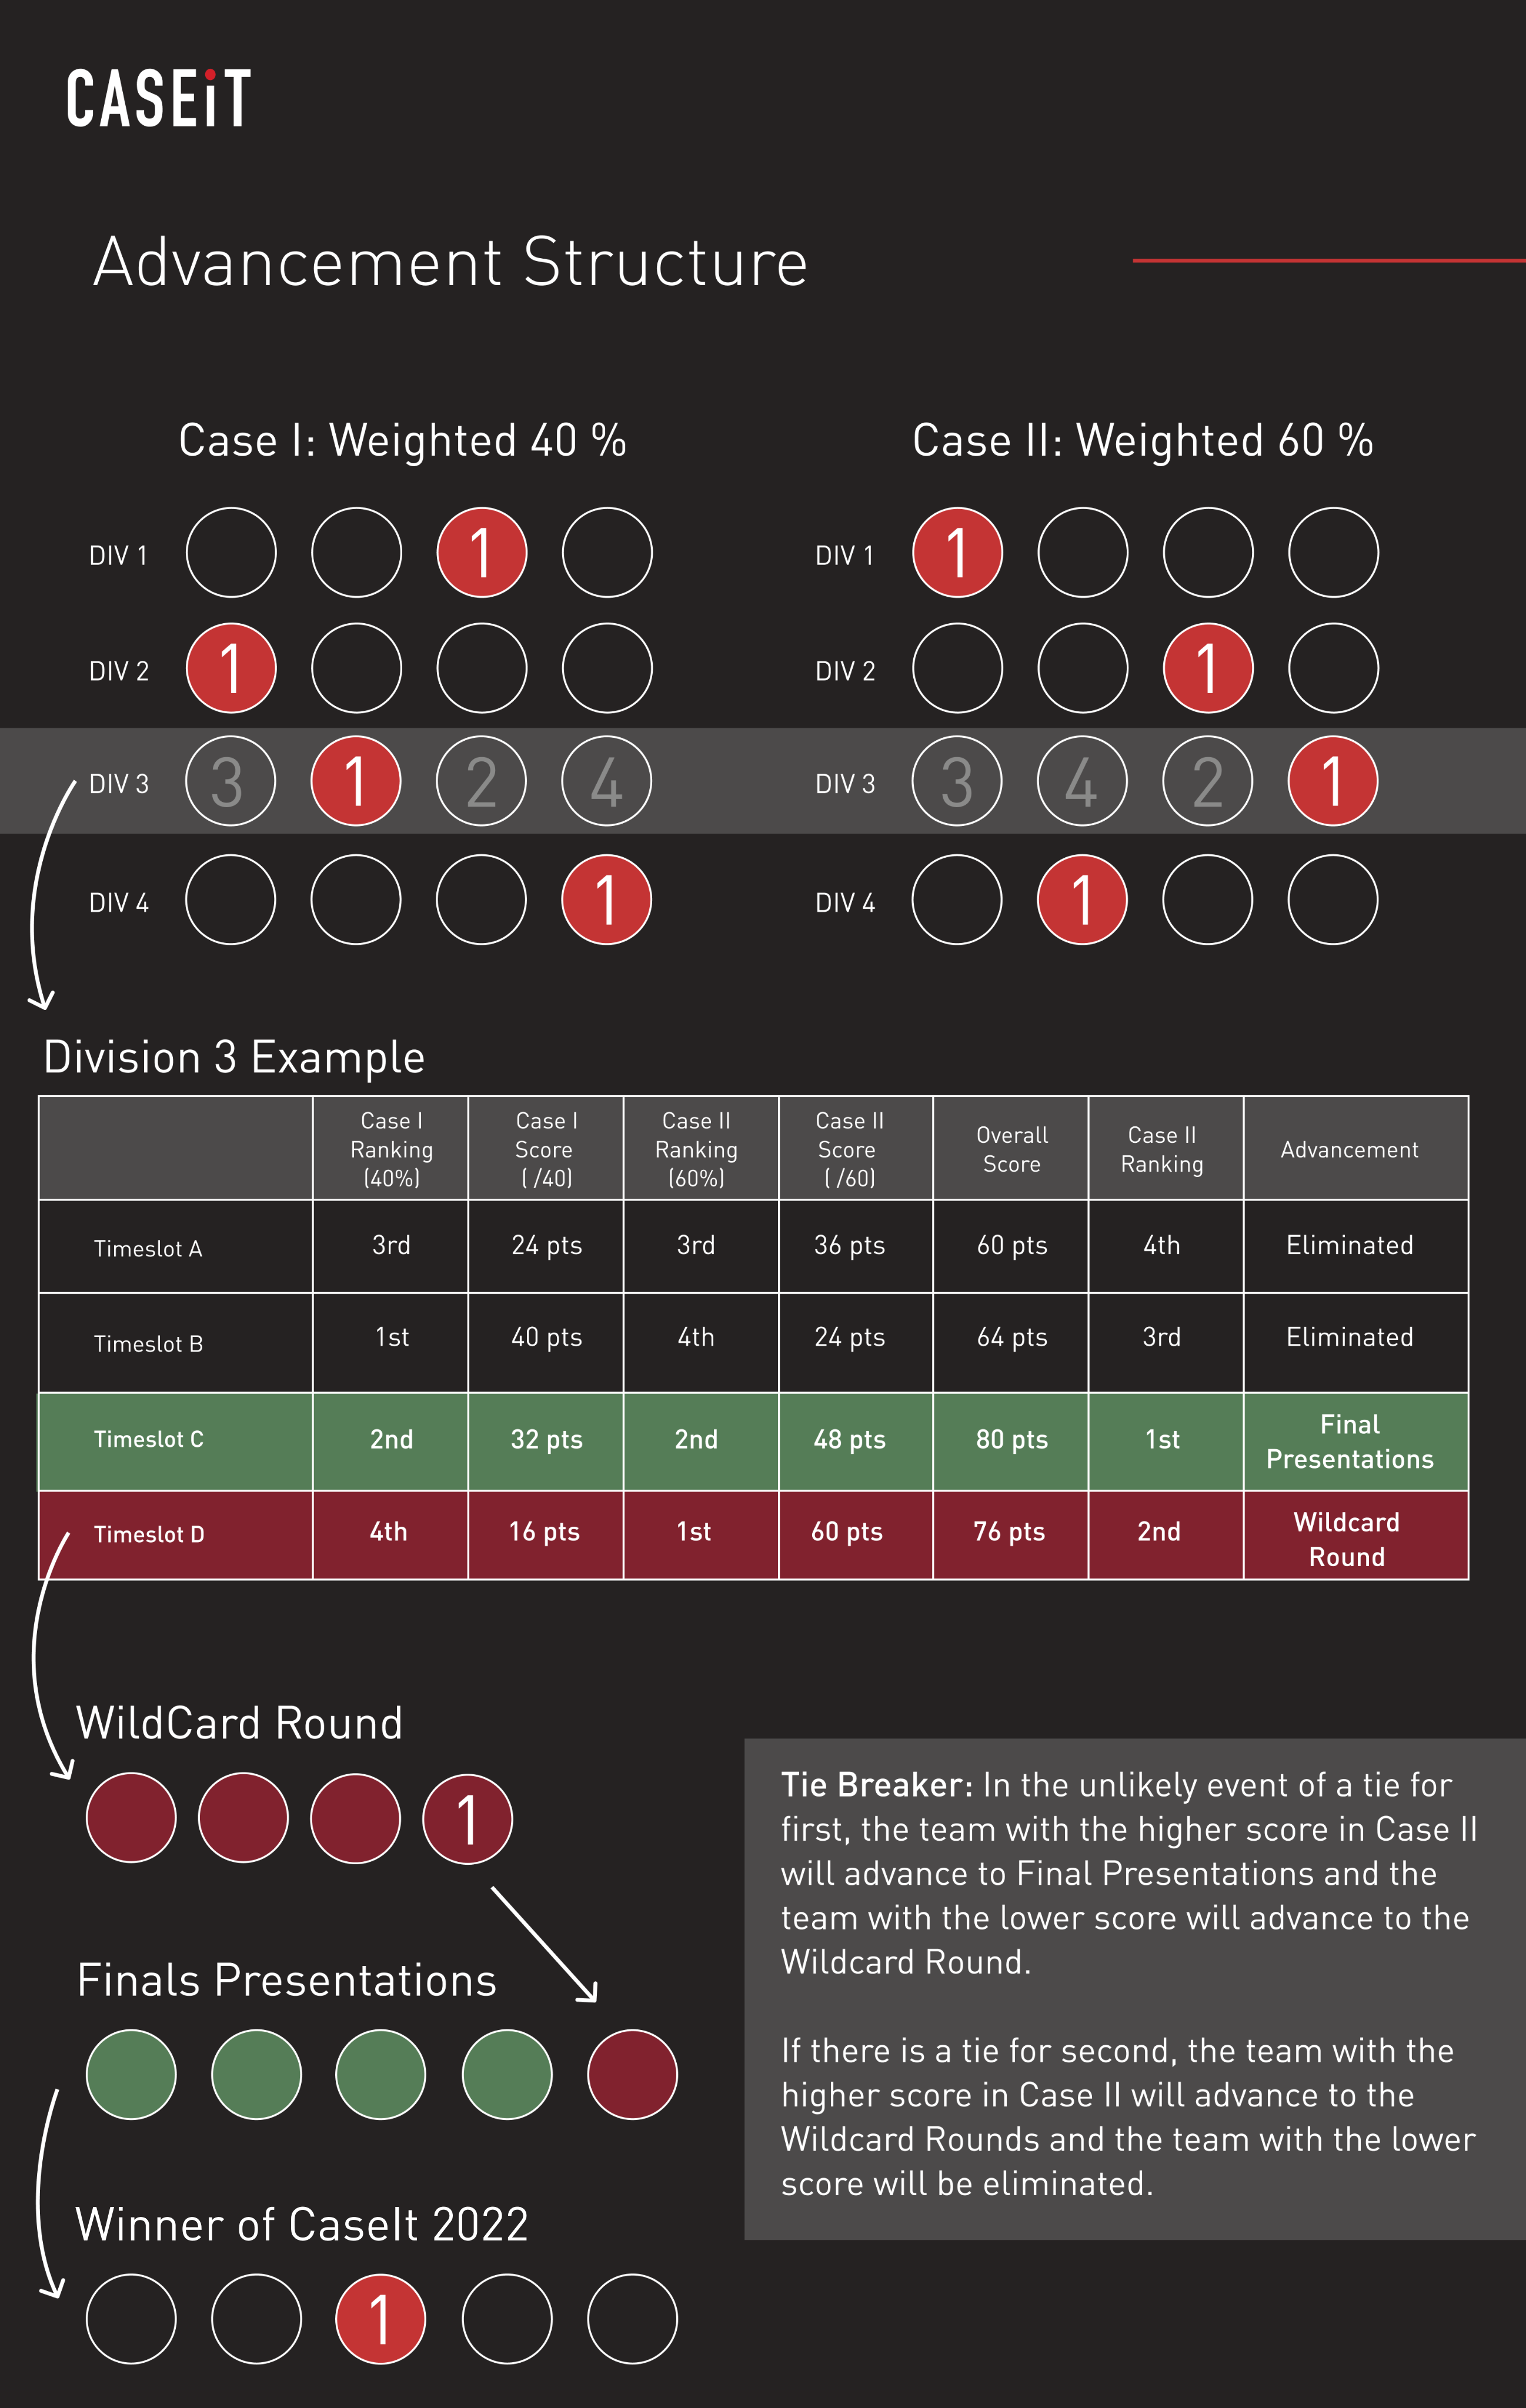 CASEiT
Advancement Structure
Case I: Weighted 40 %
DIV 1 1
DIV 2 1
DIV 3 3 1 2 4
DIV 4 1
Case II: Weighted 60 %
DIV 1 1
DIV 2 1
DIV 3 3 4 2 1
DIV 4 1
Division 3 Example
Case I Ranking (40%) Case I Score ( /40) Case II Ranking (60%) Case II Score ( /60) Overall Score Case II Ranking Advancement
Timeslot A 3rd 24 pts 3rd 36 pts 60 pts 4th Eliminated
Timeslot B 1st 40 pts 4th 24 pts 64 pts 3rd Eliminated
Timeslot C 2nd 32 pts 2nd 48 pts 80 pts 1st Final Presentations
Timeslot D 4th 16 pts 1st 60 pts 76 pts 2nd Wildcard Round
WildCard Round
1
Finals Presentations
Winner of CaseIt 2022
1
Tie Breaker: In the unlikely event of a tie for
first, the team with the higher score in Case II
will advance to Final Presentations and the
team with the lower score will advance to the
Wildcard Round.
If there is a tie for second, the team with the
higher score in Case II will advance to the
Wildcard Rounds and the team with the lower
score will be eliminated.